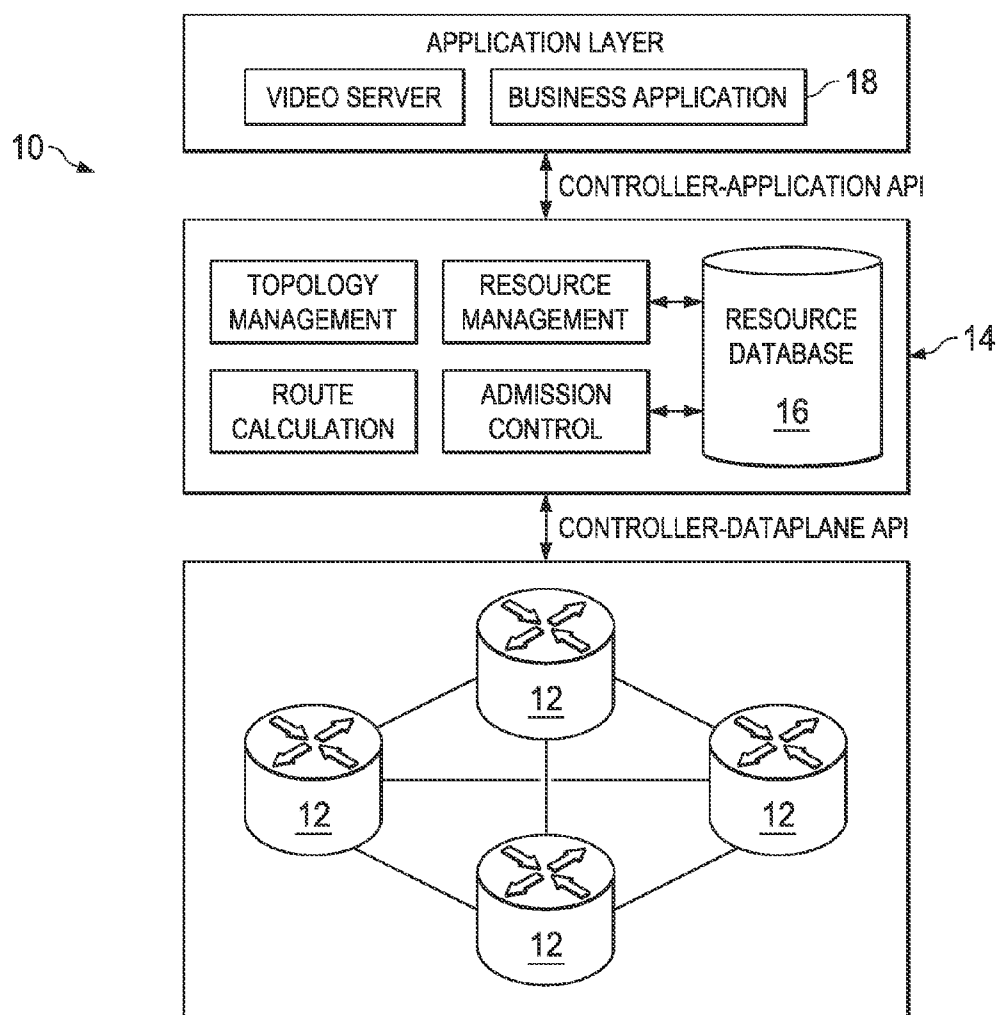 APPLICATION LAYER
VIDEO SERVER
BUSINESS APPLICATION
18
10
CONTROLLER-APPLICATION API
TOPOLOGY
MANAGEMENT
RESOURCE
MANAGEMENT
RESOURCE
DATABASE
16
14
ROUTE
CALCULATION
ADMISSION
CONTROL
CONTROLLER-DATAPLANE API
12
12
12
12